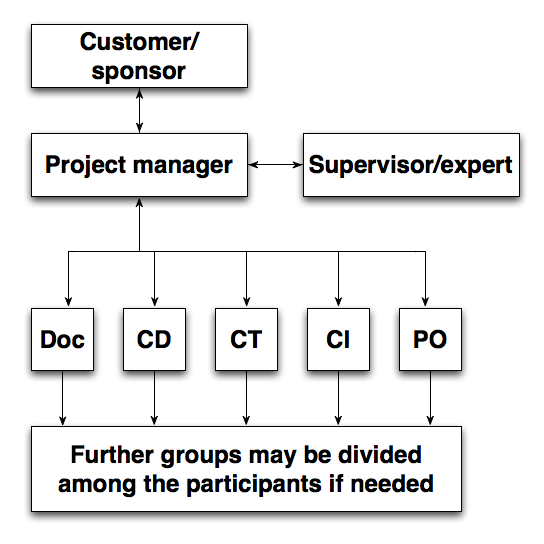 Customer/
sponsor
Project manager
Supervisor/expert
Doc
CD
CT
CI
PO
Further groups may be divided
among the participants if needed